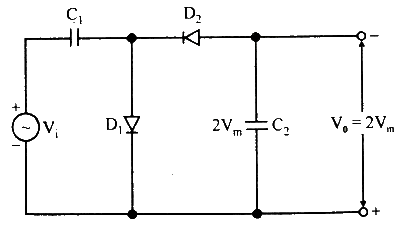 C₁ D₂
−
+
~ Vᵢ D₁ 2Vₘ C₂ V₀ = 2Vₘ
−
+